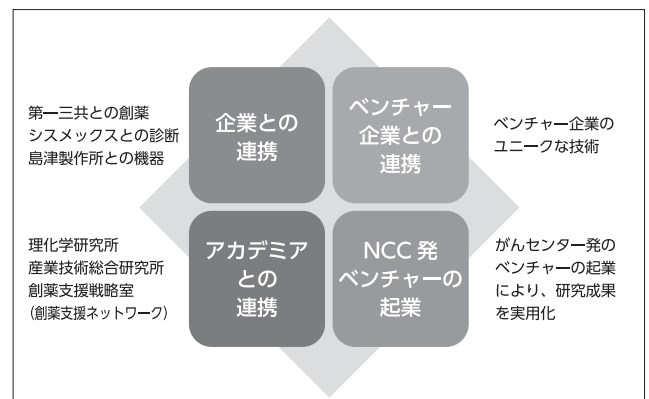 第一三共との創薬
シスメックスとの診断
島津製作所との機器
企業との
連携
ベンチャー
企業との
連携
ベンチャー企業の
ユニークな技術
理化学研究所
産業技術総合研究所
創薬支援戦略室
（創薬支援ネットワーク）
アカデミア
との
連携
NCC 発
ベンチャーの
起業
がんセンター発の
ベンチャーの起業
により、研究成果
を実用化